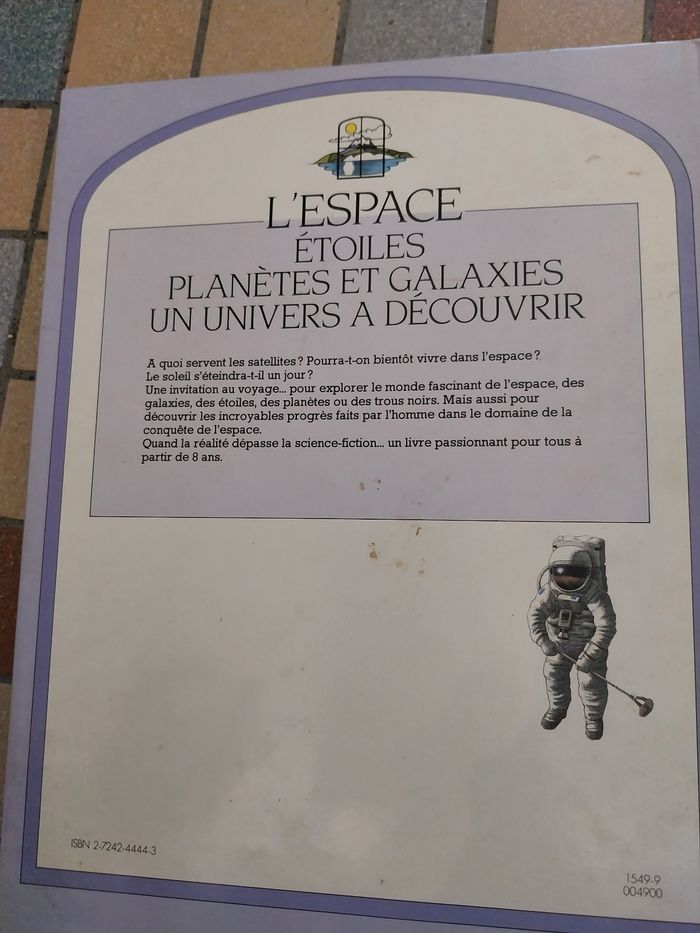 L'ESPACE
ÉTOILES
PLANÈTES ET GALAXIES
UN UNIVERS A DÉCOUVRIR
A quoi servent les satellites? Pourra-t-on bientôt vivre dans l'espace?
Le soleil s'éteindra-t-il un jour?
Une invitation au voyage... pour explorer le monde fascinant de l'espace, des
galaxies, des étoiles, des planètes ou des trous noirs. Mais aussi pour
découvrir les incroyables progrès faits par l'homme dans le domaine de la
conquête de l'espace.
Quand la réalité dépasse la science-fiction... un livre passionnant pour tous à
partir de 8 ans.
ISBN 2-7242-4444-3
1549-9
004900